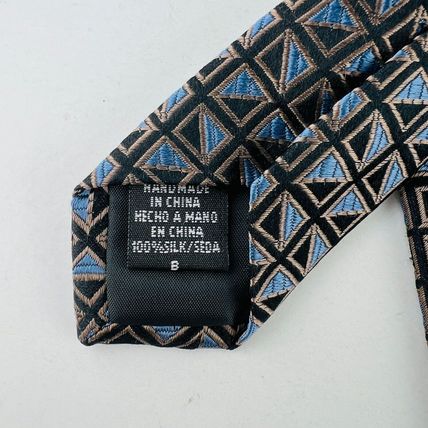 HANDMADE
IN CHINA
HECHO A MANO
EN CHINA
100%SILK/SEDA
B